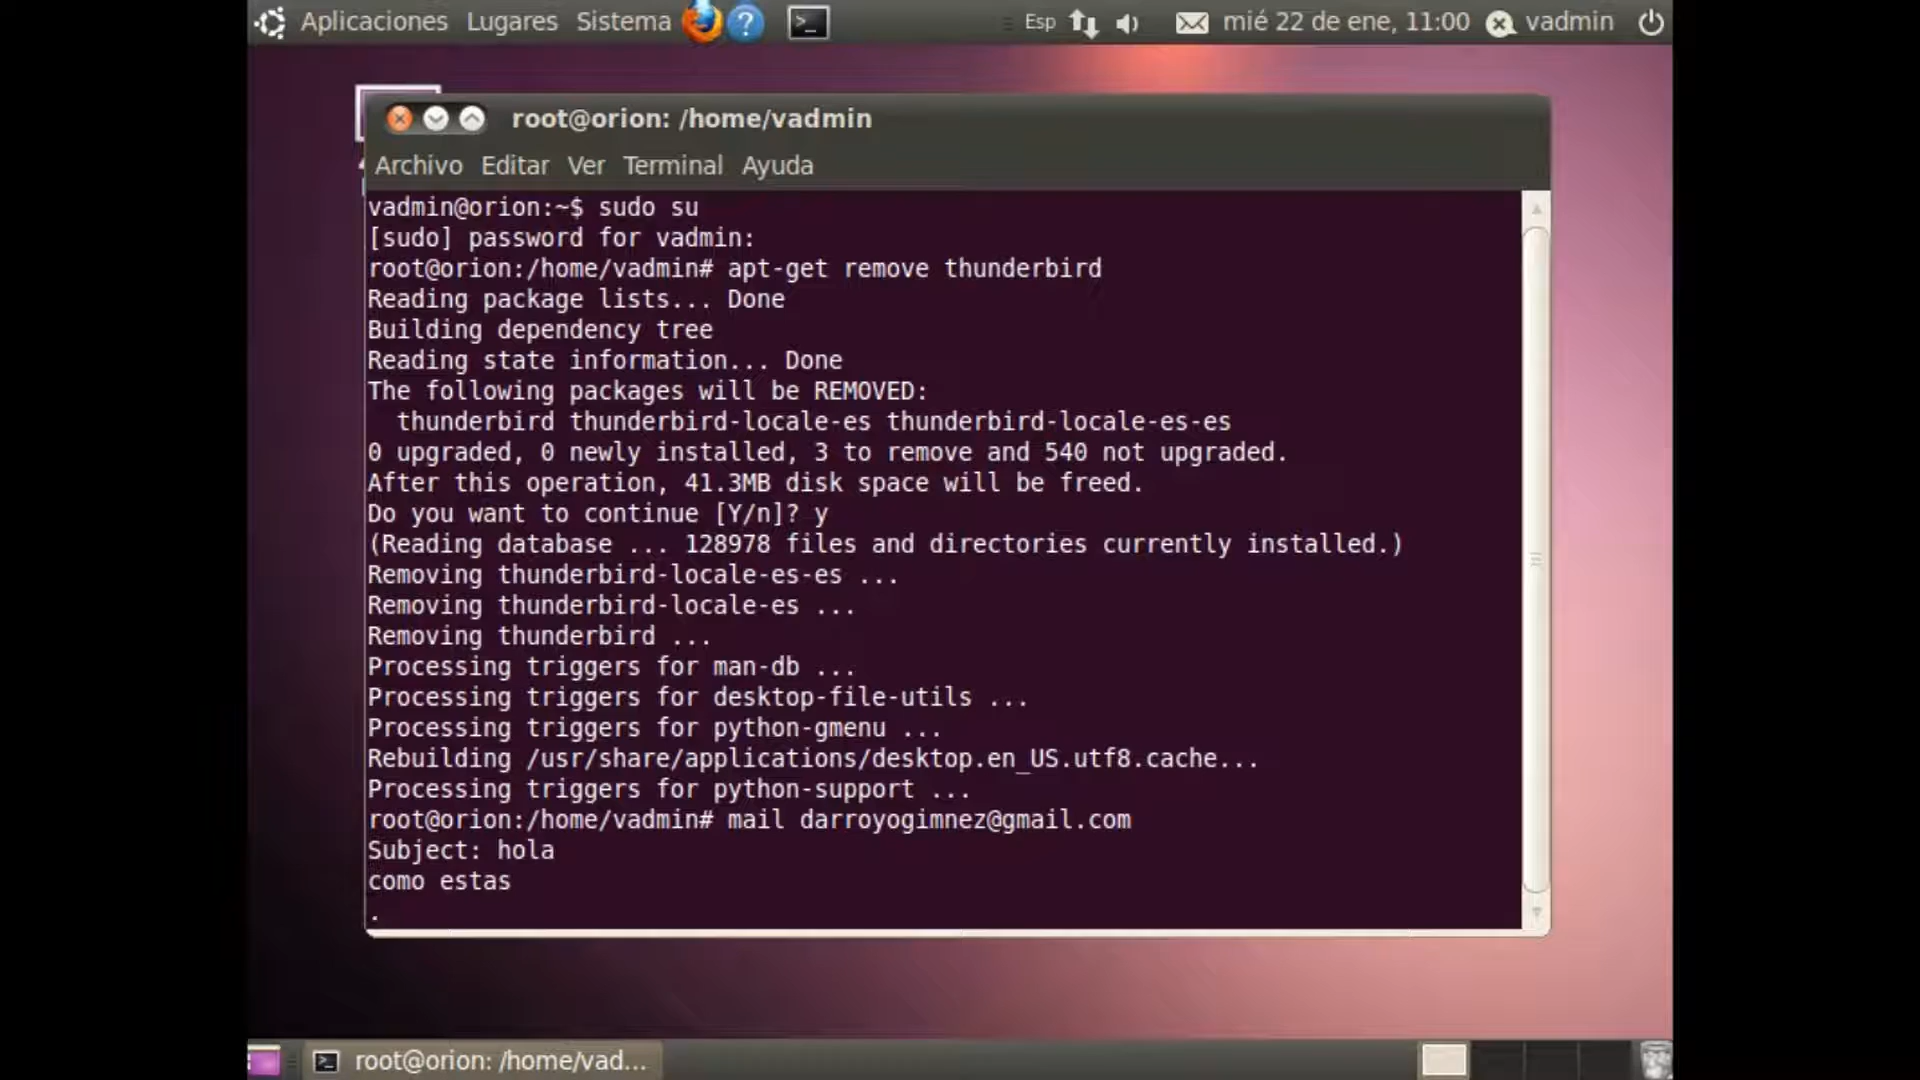 Aplicaciones Lugares Sistema Esp mié 22 de ene, 11:00 vadmin
root@orion: /home/vadmin
Archivo Editar Ver Terminal Ayuda
vadmin@orion:~$ sudo su
[sudo] password for vadmin:
root@orion:/home/vadmin# apt-get remove thunderbird
Reading package lists... Done
Building dependency tree
Reading state information... Done
The following packages will be REMOVED:
  thunderbird thunderbird-locale-es thunderbird-locale-es-es
0 upgraded, 0 newly installed, 3 to remove and 540 not upgraded.
After this operation, 41.3MB disk space will be freed.
Do you want to continue [Y/n]? y
(Reading database ... 128978 files and directories currently installed.)
Removing thunderbird-locale-es-es ...
Removing thunderbird-locale-es ...
Removing thunderbird ...
Processing triggers for man-db ...
Processing triggers for desktop-file-utils ...
Processing triggers for python-gmenu ...
Rebuilding /usr/share/applications/desktop.en_US.utf8.cache...
Processing triggers for python-support ...
root@orion:/home/vadmin# mail darroyogimnez@gmail.com
Subject: hola
como estas
.
root@orion: /home/vad...